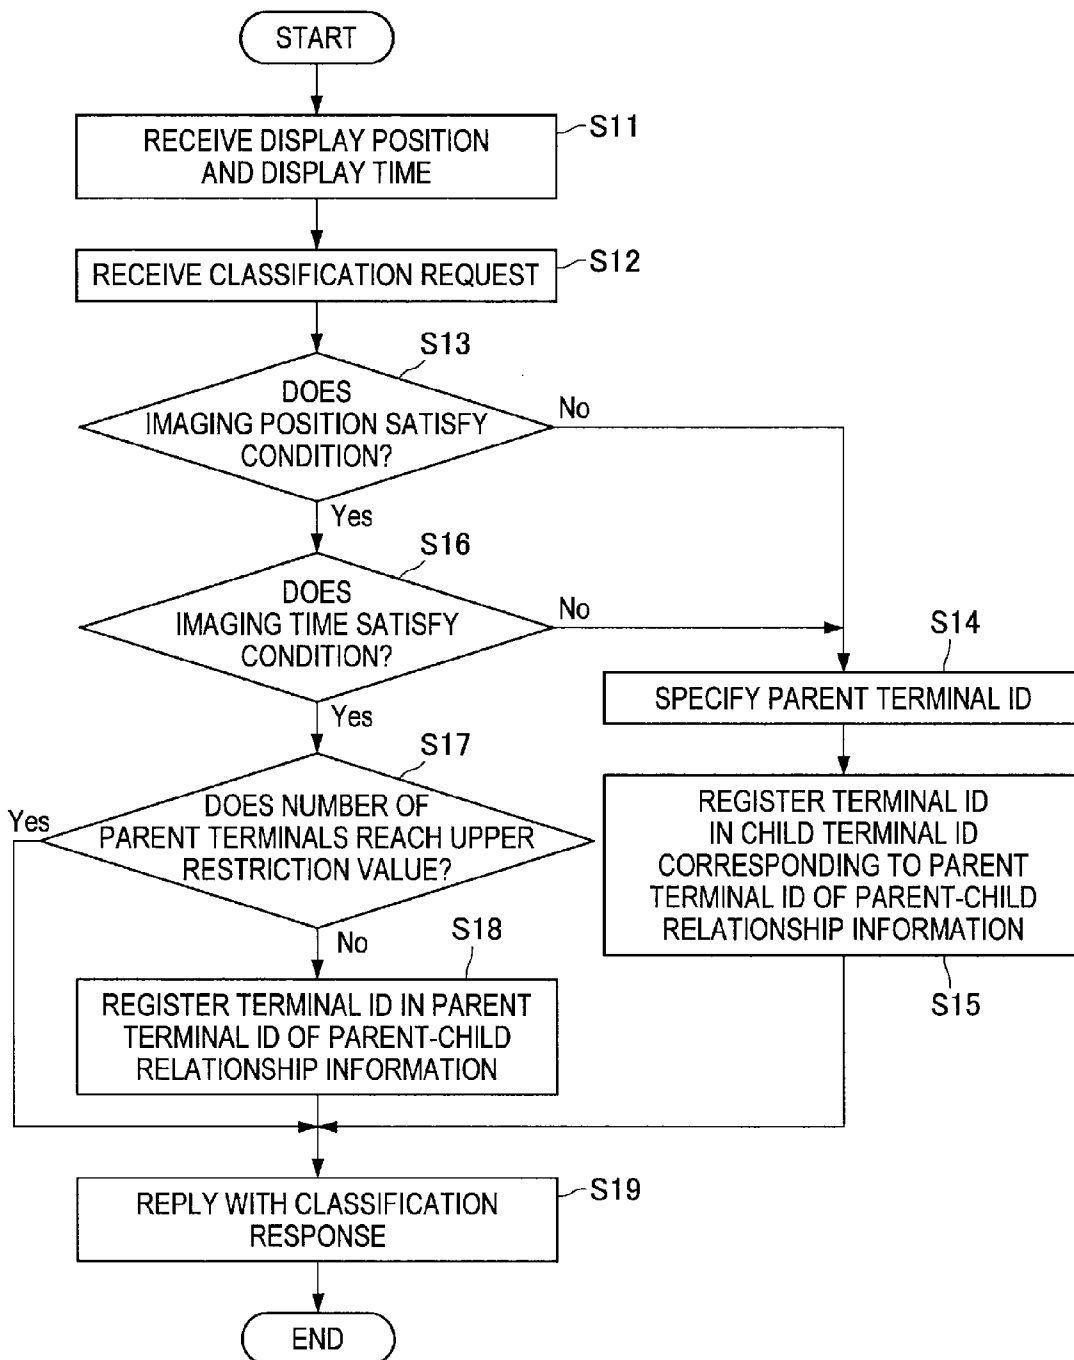 START
S11
RECEIVE DISPLAY POSITION
AND DISPLAY TIME
S12
RECEIVE CLASSIFICATION REQUEST
S13
DOES
IMAGING POSITION SATISFY
CONDITION?
No
Yes
S16
DOES
IMAGING TIME SATISFY
CONDITION?
No
Yes
S14
SPECIFY PARENT TERMINAL ID
S17
DOES NUMBER OF
PARENT TERMINALS REACH UPPER
RESTRICTION VALUE?
Yes
No
REGISTER TERMINAL ID
IN CHILD TERMINAL ID
CORRESPONDING TO PARENT
TERMINAL ID OF PARENT-CHILD
RELATIONSHIP INFORMATION
S15
S18
REGISTER TERMINAL ID IN PARENT
TERMINAL ID OF PARENT-CHILD
RELATIONSHIP INFORMATION
S19
REPLY WITH CLASSIFICATION
RESPONSE
END